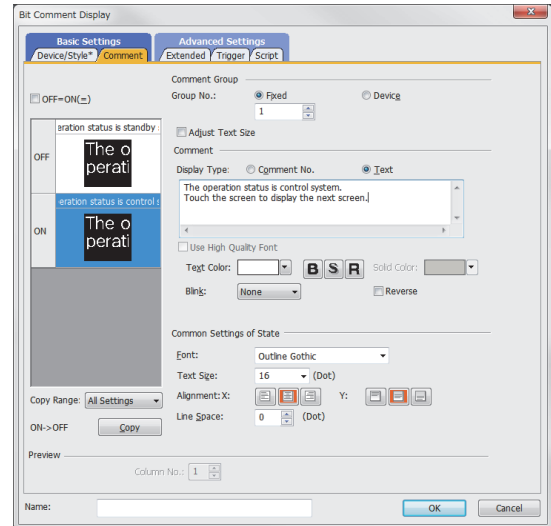 Bit Comment Display
Basic Settings
Advanced Settings
Device/Style* Comment Extended Trigger Script
OFF=ON(=)
eration status is standby
OFF
The o
perati
eration status is control s
ON
The o
perati
Copy Range: All Settings
ON->OFF Copy
Comment Group
Group No.: Fixed Device
1
Adjust Text Size
Comment
Display Type: Comment No. Text
The operation status is control system.
Touch the screen to display the next screen.
Use High Quality Font
Text Color: B S R Solid Color:
Blink: None Reverse
Common Settings of State
Font: Outline Gothic
Text Size: 16 (Dot)
Alignment: X: Y:
Line Space: 0 (Dot)
Preview
Column No.: 1
Name:
OK Cancel